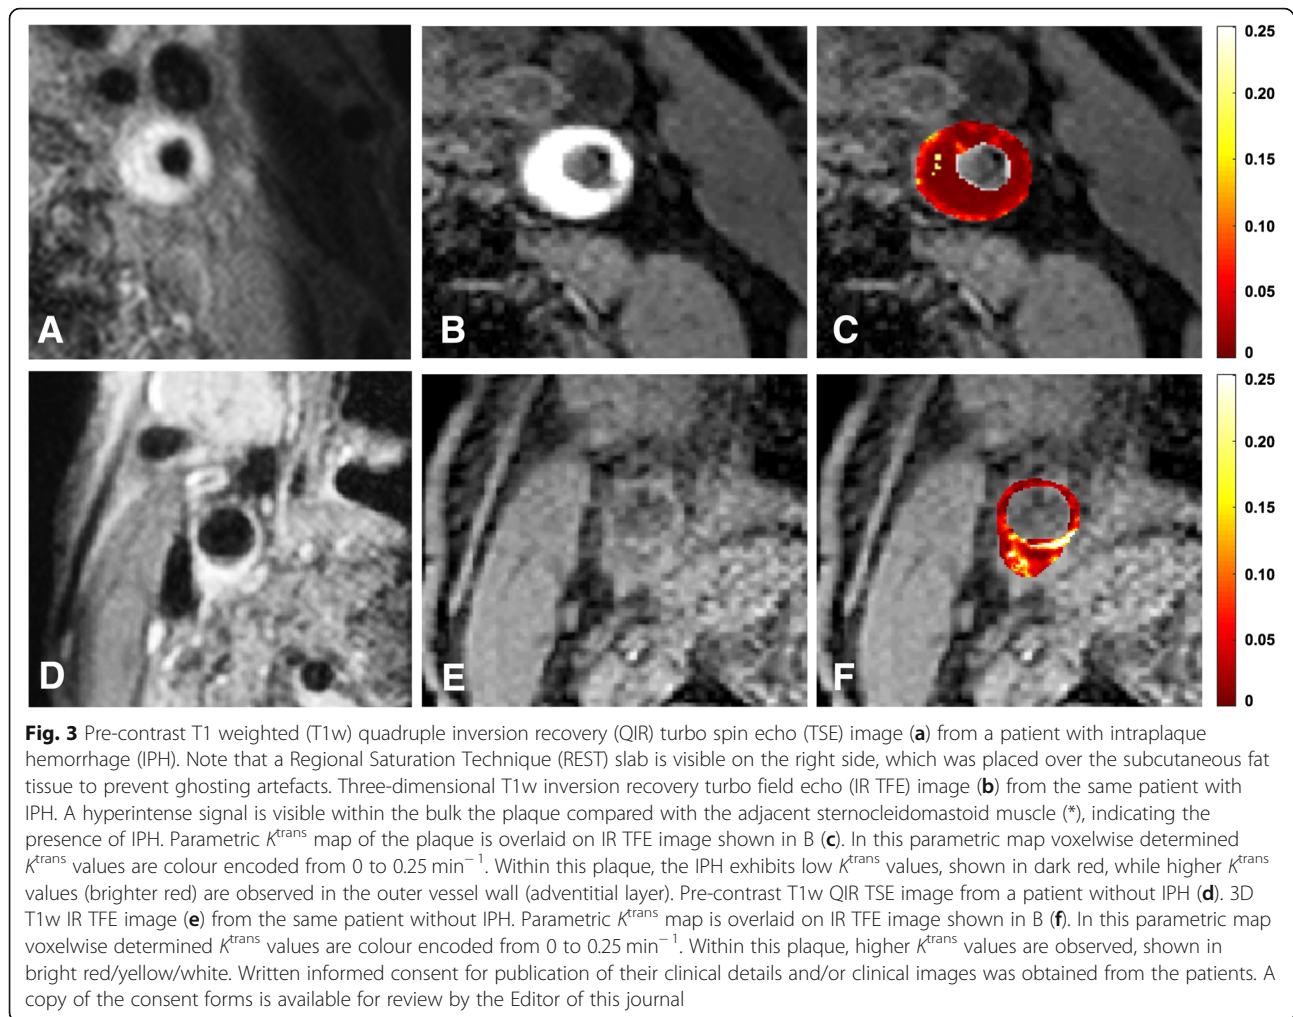 A
B
C
0.25
0.20
0.15
0.10
0.05
0
D
E
F
0.25
0.20
0.15
0.10
0.05
0
Fig. 3 Pre-contrast T1 weighted (T1w) quadruple inversion recovery (QIR) turbo spin echo (TSE) image (a) from a patient with intraplaque
hemorrhage (IPH). Note that a Regional Saturation Technique (REST) slab is visible on the right side, which was placed over the subcutaneous fat
tissue to prevent ghosting artefacts. Three-dimensional T1w inversion recovery turbo field echo (IR TFE) image (b) from the same patient with
IPH. A hyperintense signal is visible within the bulk the plaque compared with the adjacent sternocleidomastoid muscle (*), indicating the
presence of IPH. Parametric Ktrans map of the plaque is overlaid on IR TFE image shown in B (c). In this parametric map voxelwise determined
Ktrans values are colour encoded from 0 to 0.25 min−1. Within this plaque, the IPH exhibits low Ktrans values, shown in dark red, while higher Ktrans
values (brighter red) are observed in the outer vessel wall (adventitial layer). Pre-contrast T1w QIR TSE image from a patient without IPH (d). 3D
T1w IR TFE image (e) from the same patient without IPH. Parametric Ktrans map is overlaid on IR TFE image shown in B (f). In this parametric map
voxelwise determined Ktrans values are colour encoded from 0 to 0.25 min−1. Within this plaque, higher Ktrans values are observed, shown in
bright red/yellow/white. Written informed consent for publication of their clinical details and/or clinical images was obtained from the patients. A
copy of the consent forms is available for review by the Editor of this journal